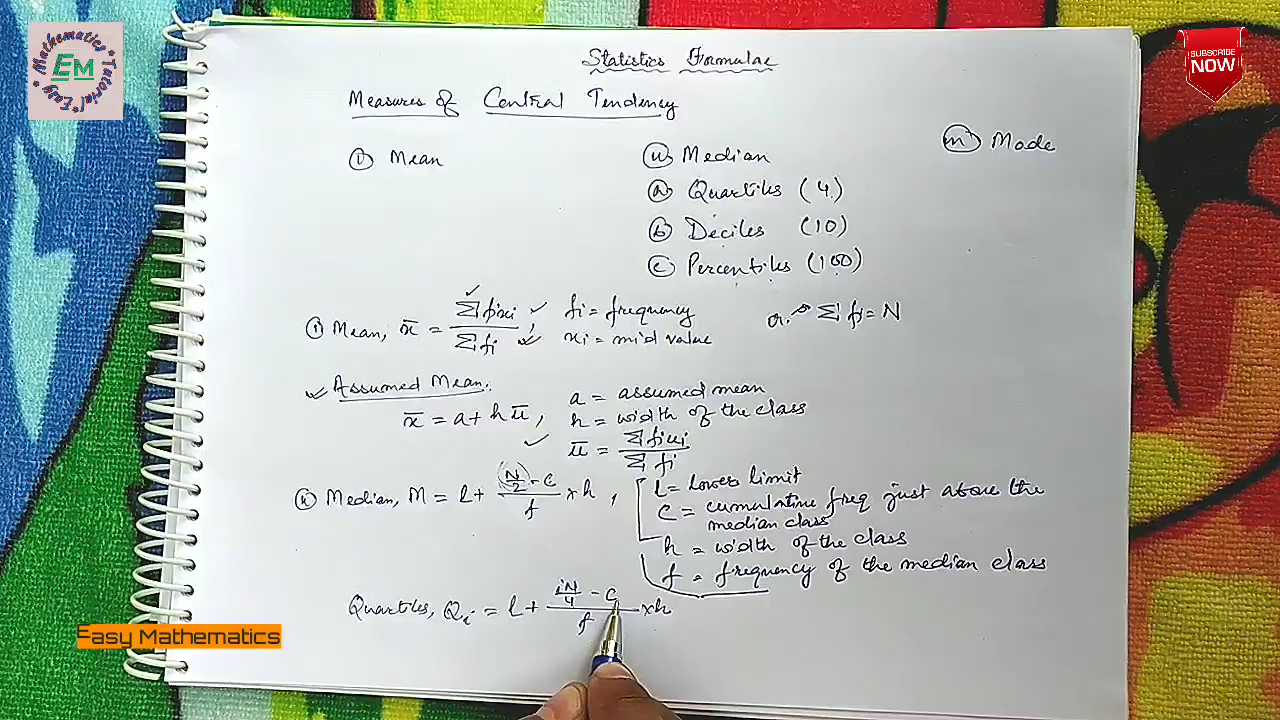 Mathematics * Tutorial * Easy *
EM
SUBSCRIBE
NOW
Statistics Formulae
Measures of Central Tendency
(i) Mean
(ii) Median
(iii) Mode
(a) Quartiles (4)
(b) Deciles (10)
(c) Percentiles (100)
(i) Mean, x̄ = Σfixi / Σfi, fi = frequency or Σfi = N
xi = mid value
Assumed Mean.
x̄ = a + h ū, a = assumed mean
h = width of the class
ū = Σfiui / Σfi
(ii) Median, M = l + ((N/2) - C) / f × h, l = lower limit
C = cumulative freq just above the
median class
h = width of the class
f = frequency of the median class
Quartiles, Qi = l + (iN/4 - C) / f × h
Easy Mathematics